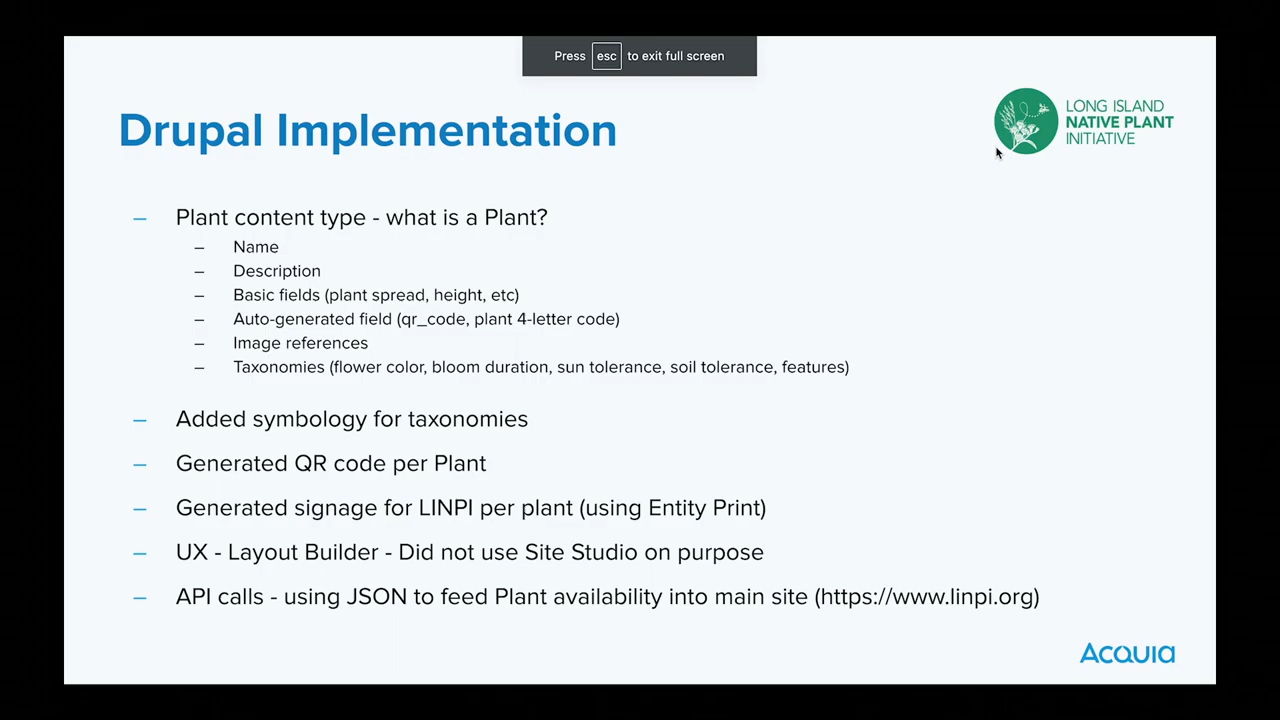 Press esc to exit full screen
Drupal Implementation
LONG ISLAND
NATIVE PLANT
INITIATIVE
– Plant content type - what is a Plant?
– Name
– Description
– Basic fields (plant spread, height, etc)
– Auto-generated field (qr_code, plant 4-letter code)
– Image references
– Taxonomies (flower color, bloom duration, sun tolerance, soil tolerance, features)
– Added symbology for taxonomies
– Generated QR code per Plant
– Generated signage for LINPI per plant (using Entity Print)
– UX - Layout Builder - Did not use Site Studio on purpose
– API calls - using JSON to feed Plant availability into main site (https://www.linpi.org)
ACQUIA